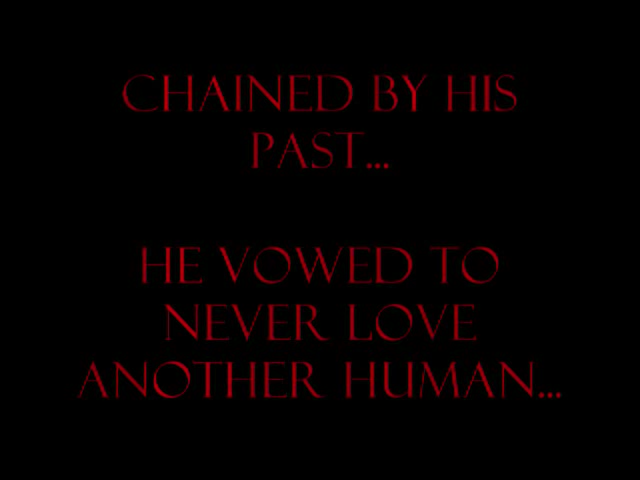 CHAINED BY HIS
PAST...
HE VOWED TO
NEVER LOVE
ANOTHER HUMAN...